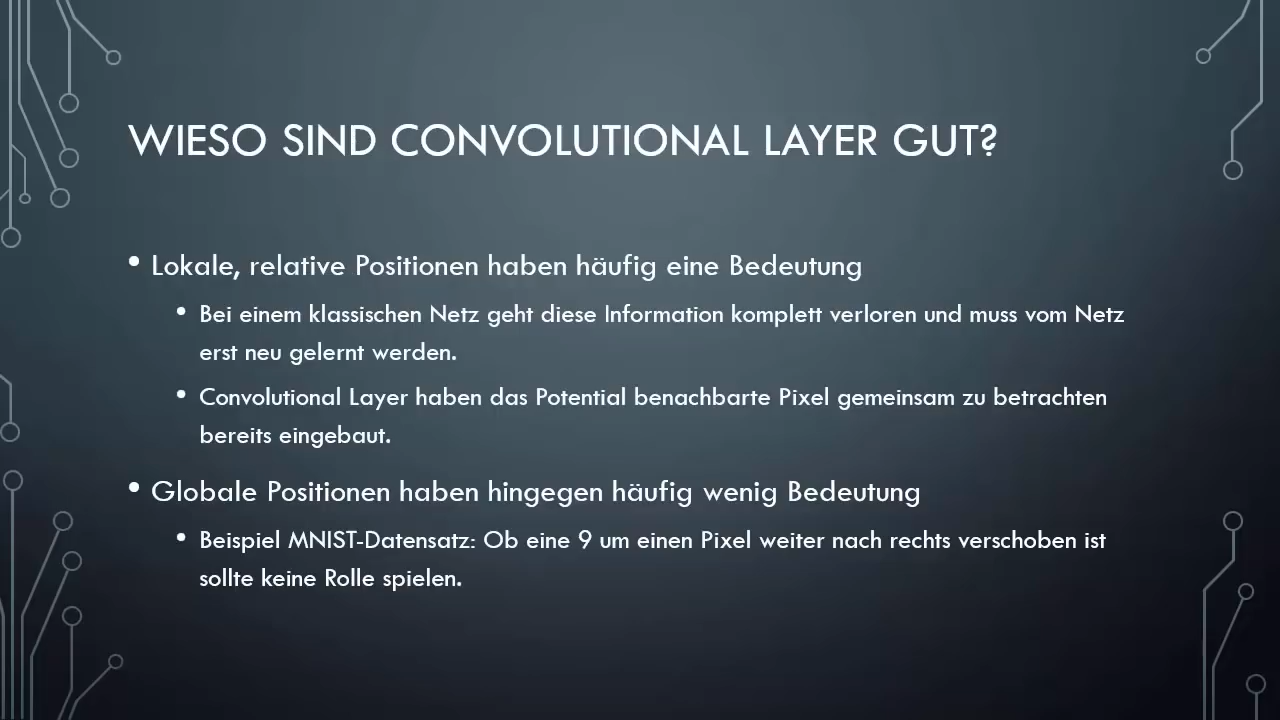 WIESO SIND CONVOLUTIONAL LAYER GUT?
• Lokale, relative Positionen haben häufig eine Bedeutung
• Bei einem klassischen Netz geht diese Information komplett verloren und muss vom Netz
erst neu gelernt werden.
• Convolutional Layer haben das Potential benachbarte Pixel gemeinsam zu betrachten
bereits eingebaut.
• Globale Positionen haben hingegen häufig wenig Bedeutung
• Beispiel MNIST-Datensatz: Ob eine 9 um einen Pixel weiter nach rechts verschoben ist
sollte keine Rolle spielen.